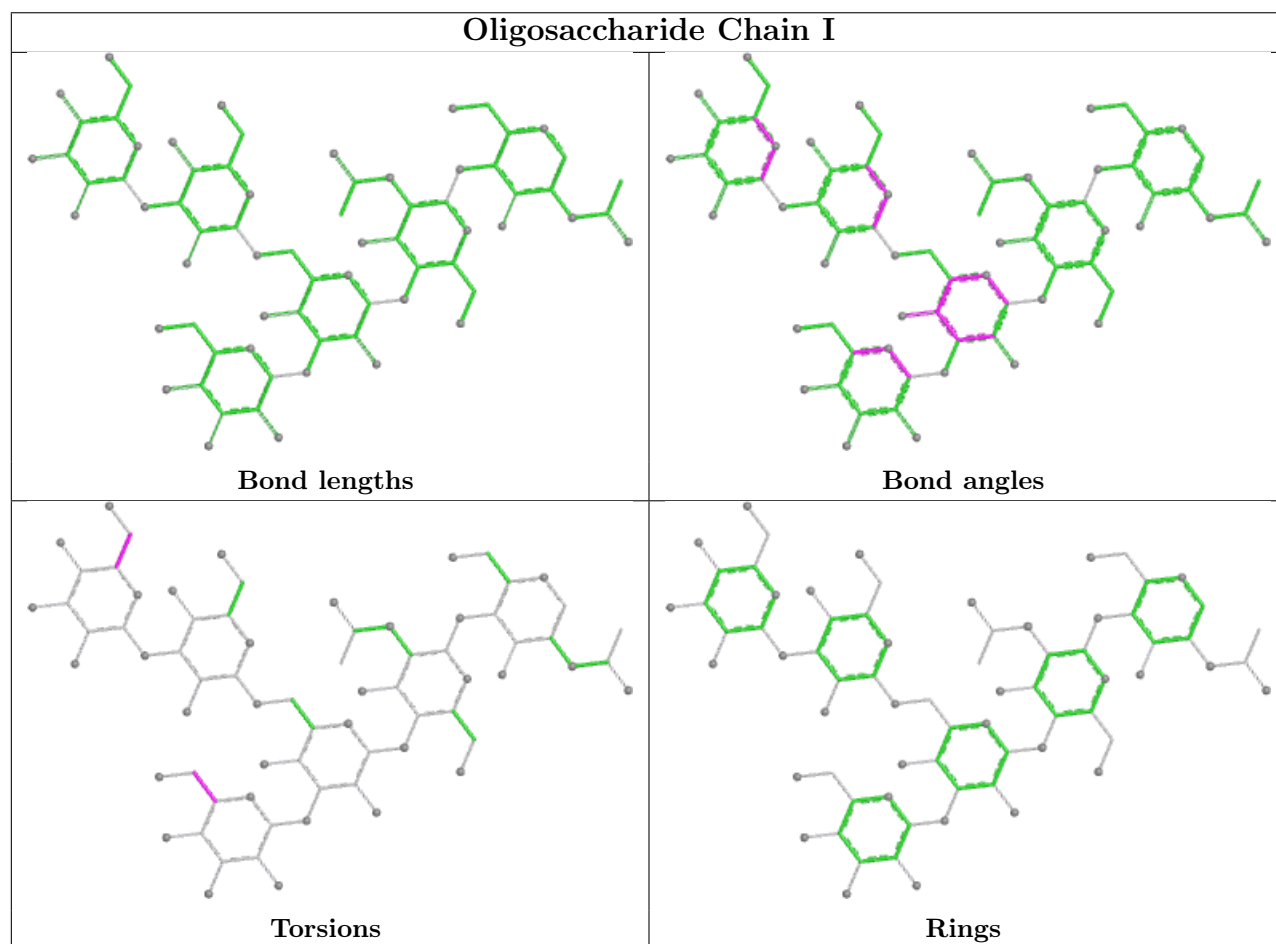 Oligosaccharide Chain I
Bond lengths
Bond angles
Torsions
Rings